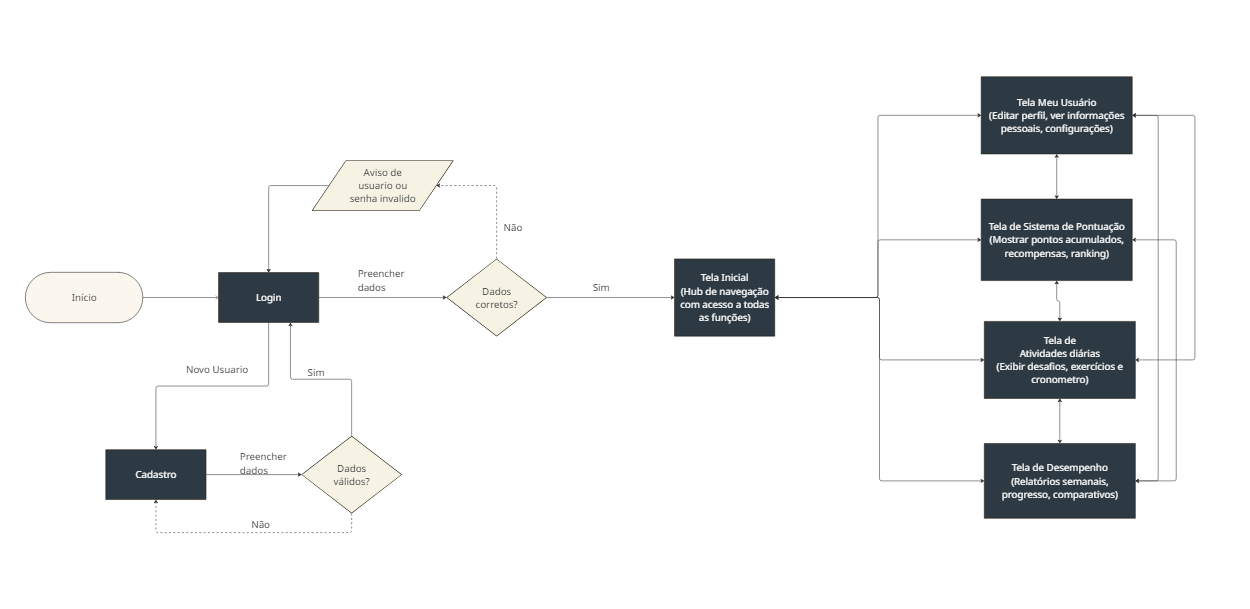 Início
Login
Aviso de
usuario ou
senha invalido
Não
Preencher
dados
Dados
corretos?
Sim
Novo Usuario
Sim
Cadastro
Preencher
dados
Dados
válidos?
Não
Tela Inicial
(Hub de navegação
com acesso a todas
as funções)
Tela Meu Usuário
(Editar perfil, ver informações
pessoais, configurações)
Tela de Sistema de Pontuação
(Mostrar pontos acumulados,
recompensas, ranking)
Tela de
Atividades diárias
(Exibir desafios, exercícios e
cronometro)
Tela de Desempenho
(Relatórios semanais,
progresso, comparativos)